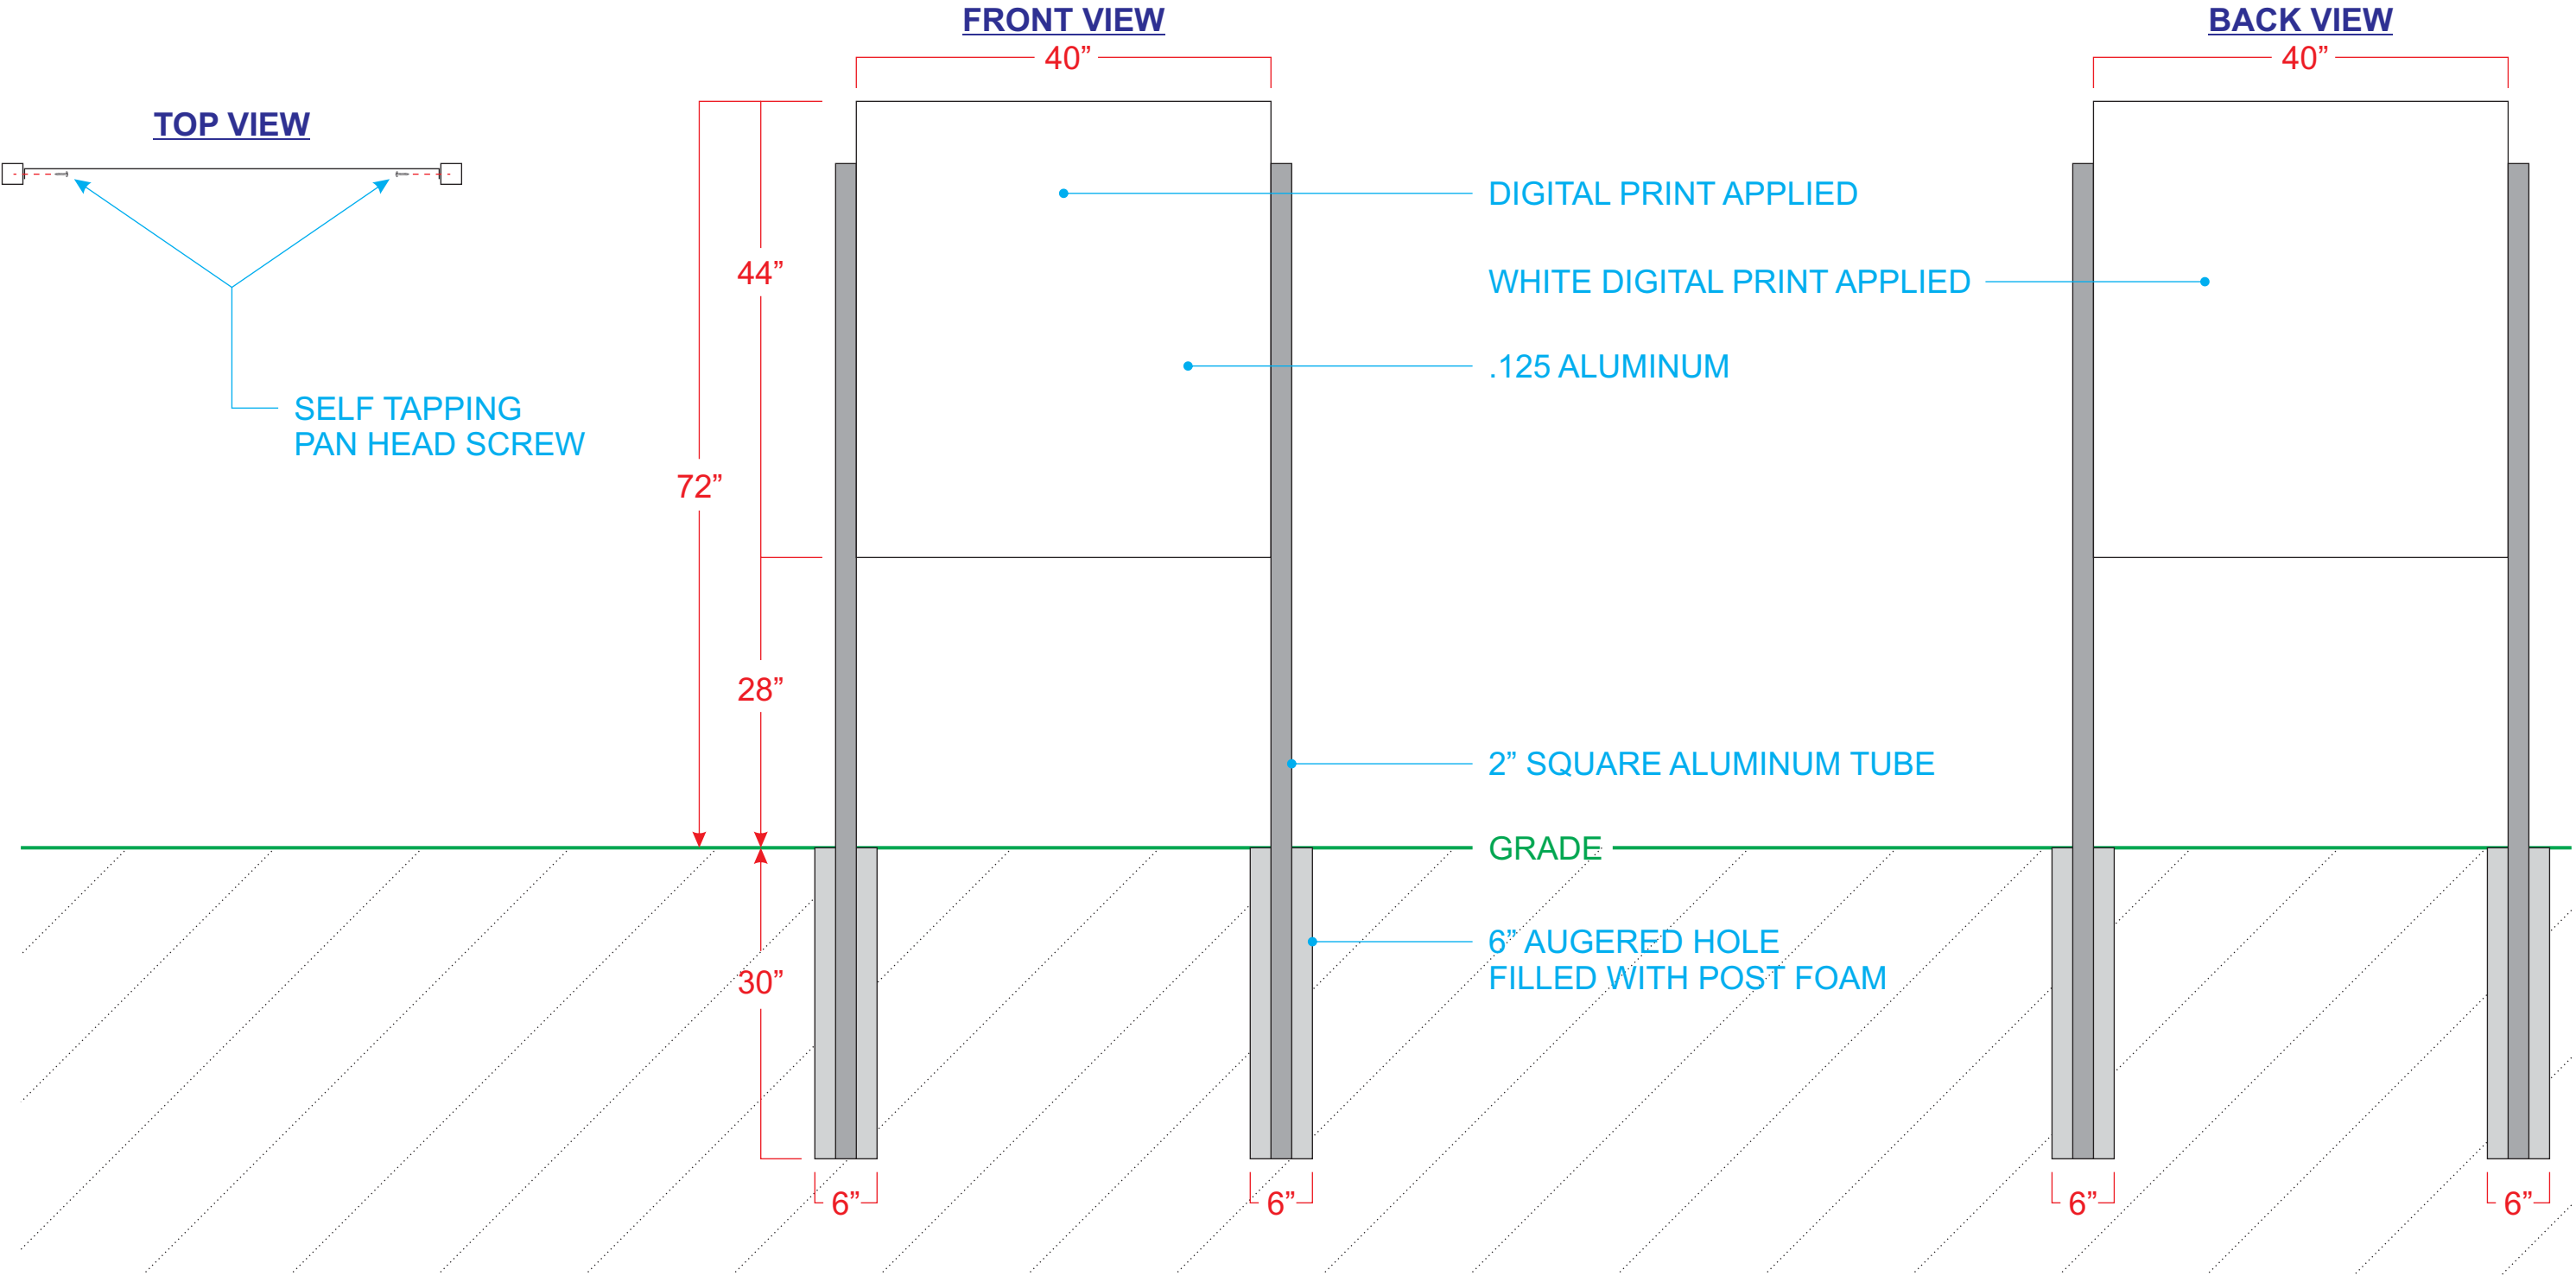 FRONT VIEW
BACK VIEW
40”
40”
TOP VIEW
DIGITAL PRINT APPLIED
44”
WHITE DIGITAL PRINT APPLIED
.125 ALUMINUM
SELF TAPPING
PAN HEAD SCREW
72”
28”
2” SQUARE ALUMINUM TUBE
GRADE
6” AUGERED HOLE
FILLED WITH POST FOAM
30”
6”
6”
6”
6”